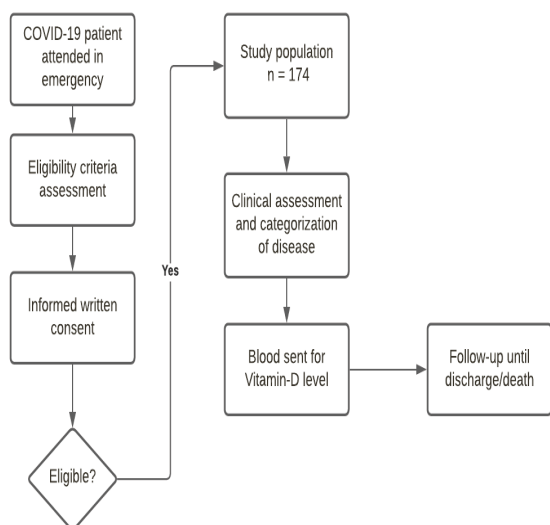 COVID-19 patient
attended in
emergency
Eligibility criteria
assessment
Informed written
consent
Eligible?
Yes
Study population
n = 174
Clinical assessment
and categorization
of disease
Blood sent for
Vitamin-D level
Follow-up until
discharge/death